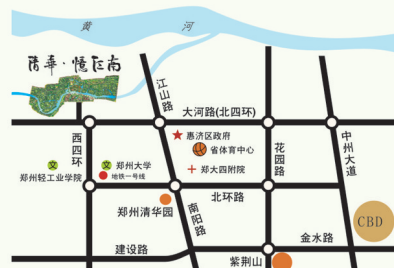 黄 河
清華·憶江南
江山路
大河路(北四环)
西四环
惠济区政府
省体育中心
花园路
中州大道
郑州轻工业学院
郑州大学
地铁一号线
郑大四附院
北环路
郑州清华园
南阳路
CBD
建设路
金水路
紫荆山